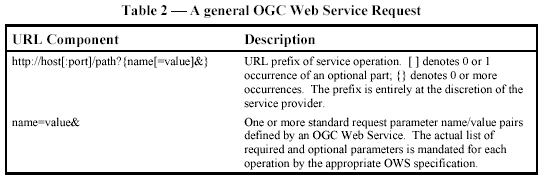 Table 2 — A general OGC Web Service Request
URL Component
Description
http://host[:port]/path?{name[=value]&}
URL prefix of service operation. [ ] denotes 0 or 1
occurrence of an optional part; {} denotes 0 or more
occurrences. The prefix is entirely at the discretion of the
service provider.
name=value&
One or more standard request parameter name/value pairs
defined by an OGC Web Service. The actual list of
required and optional parameters is mandated for each
operation by the appropriate OWS specification.